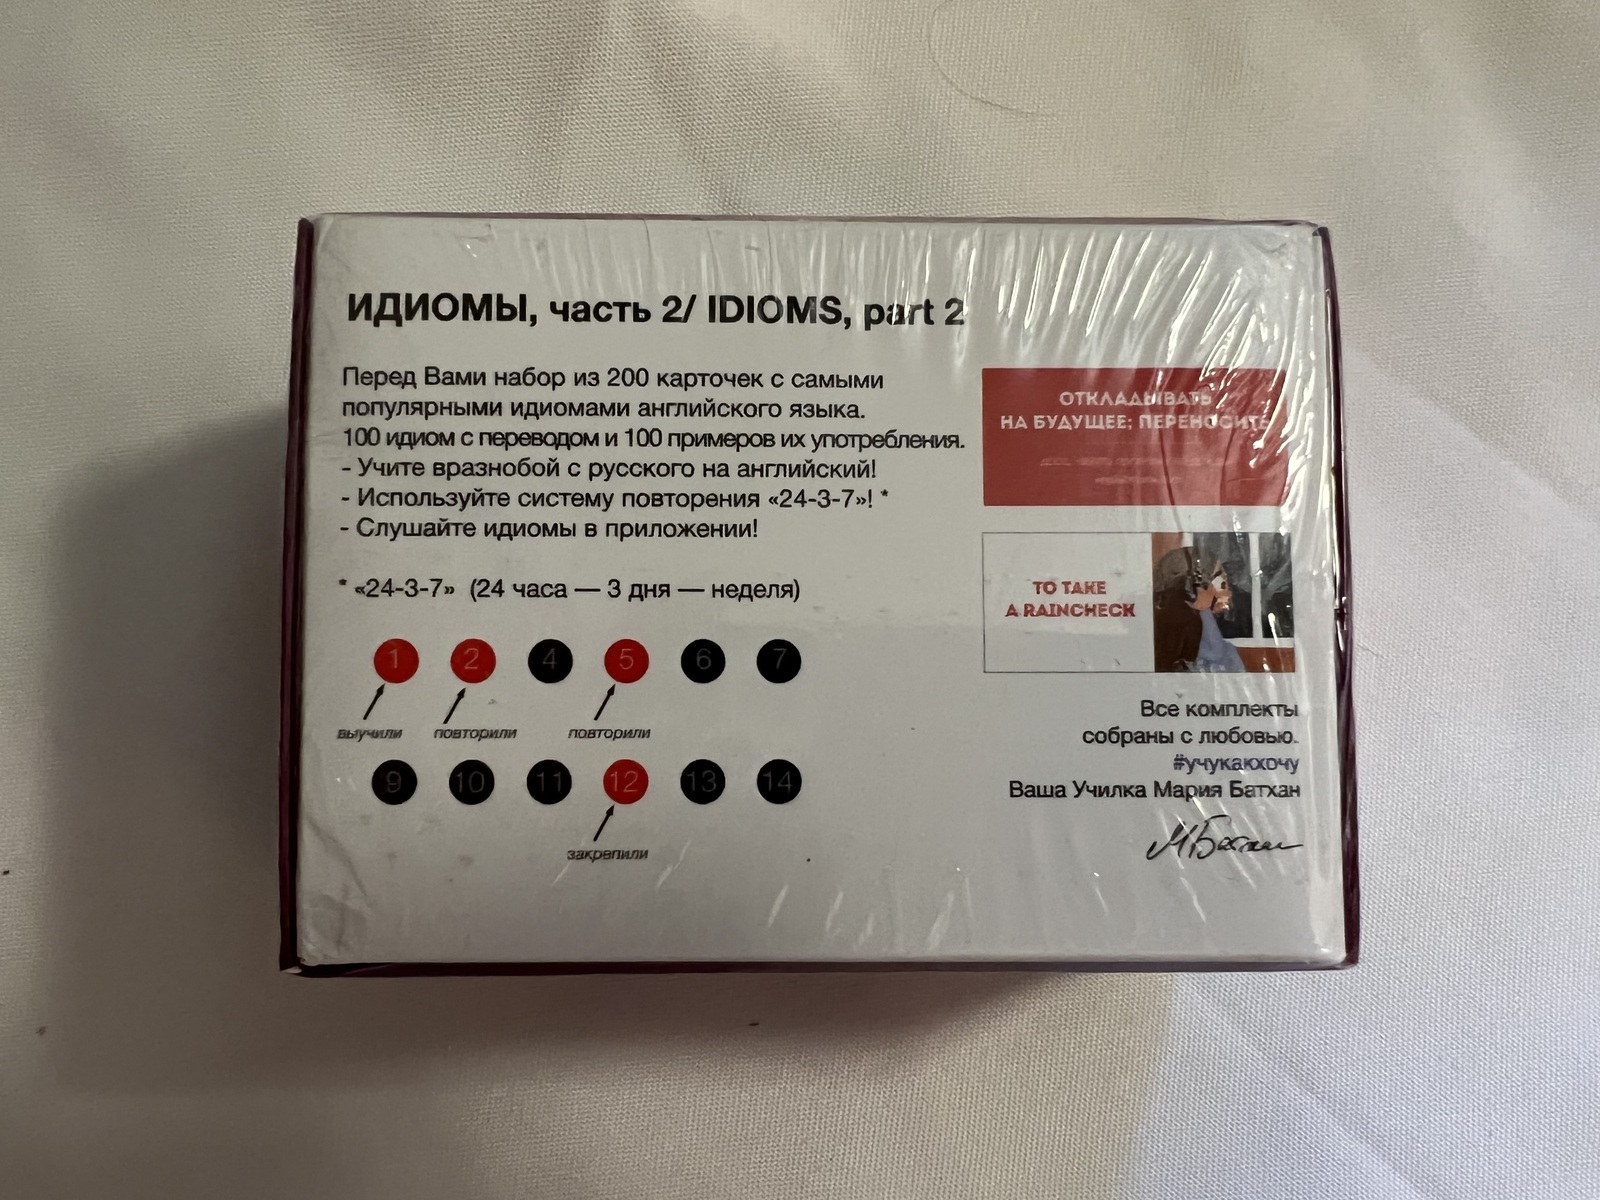 ИДИОМЫ, часть 2/ IDIOMS, part 2
Перед Вами набор из 200 карточек с самыми
популярными идиомами английского языка.
100 идиом с переводом и 100 примеров их употребления.
- Учите вразнобой с русского на английский!
- Используйте систему повторения «24-3-7»! *
- Слушайте идиомы в приложении!
* «24-3-7» (24 часа — 3 дня — неделя)
1 2 4 5 6 7
выучили повторили повторили
9 10 11 12 13 14
закрепили
ОТКЛАДЫВАТЬ
НА БУДУЩЕЕ; ПЕРЕНОСИТЬ
TO TAKE
A RAINCHECK
Все комплекты
собраны с любовью.
#учукакхочу
Ваша Училка Мария Батхан
М Батхан